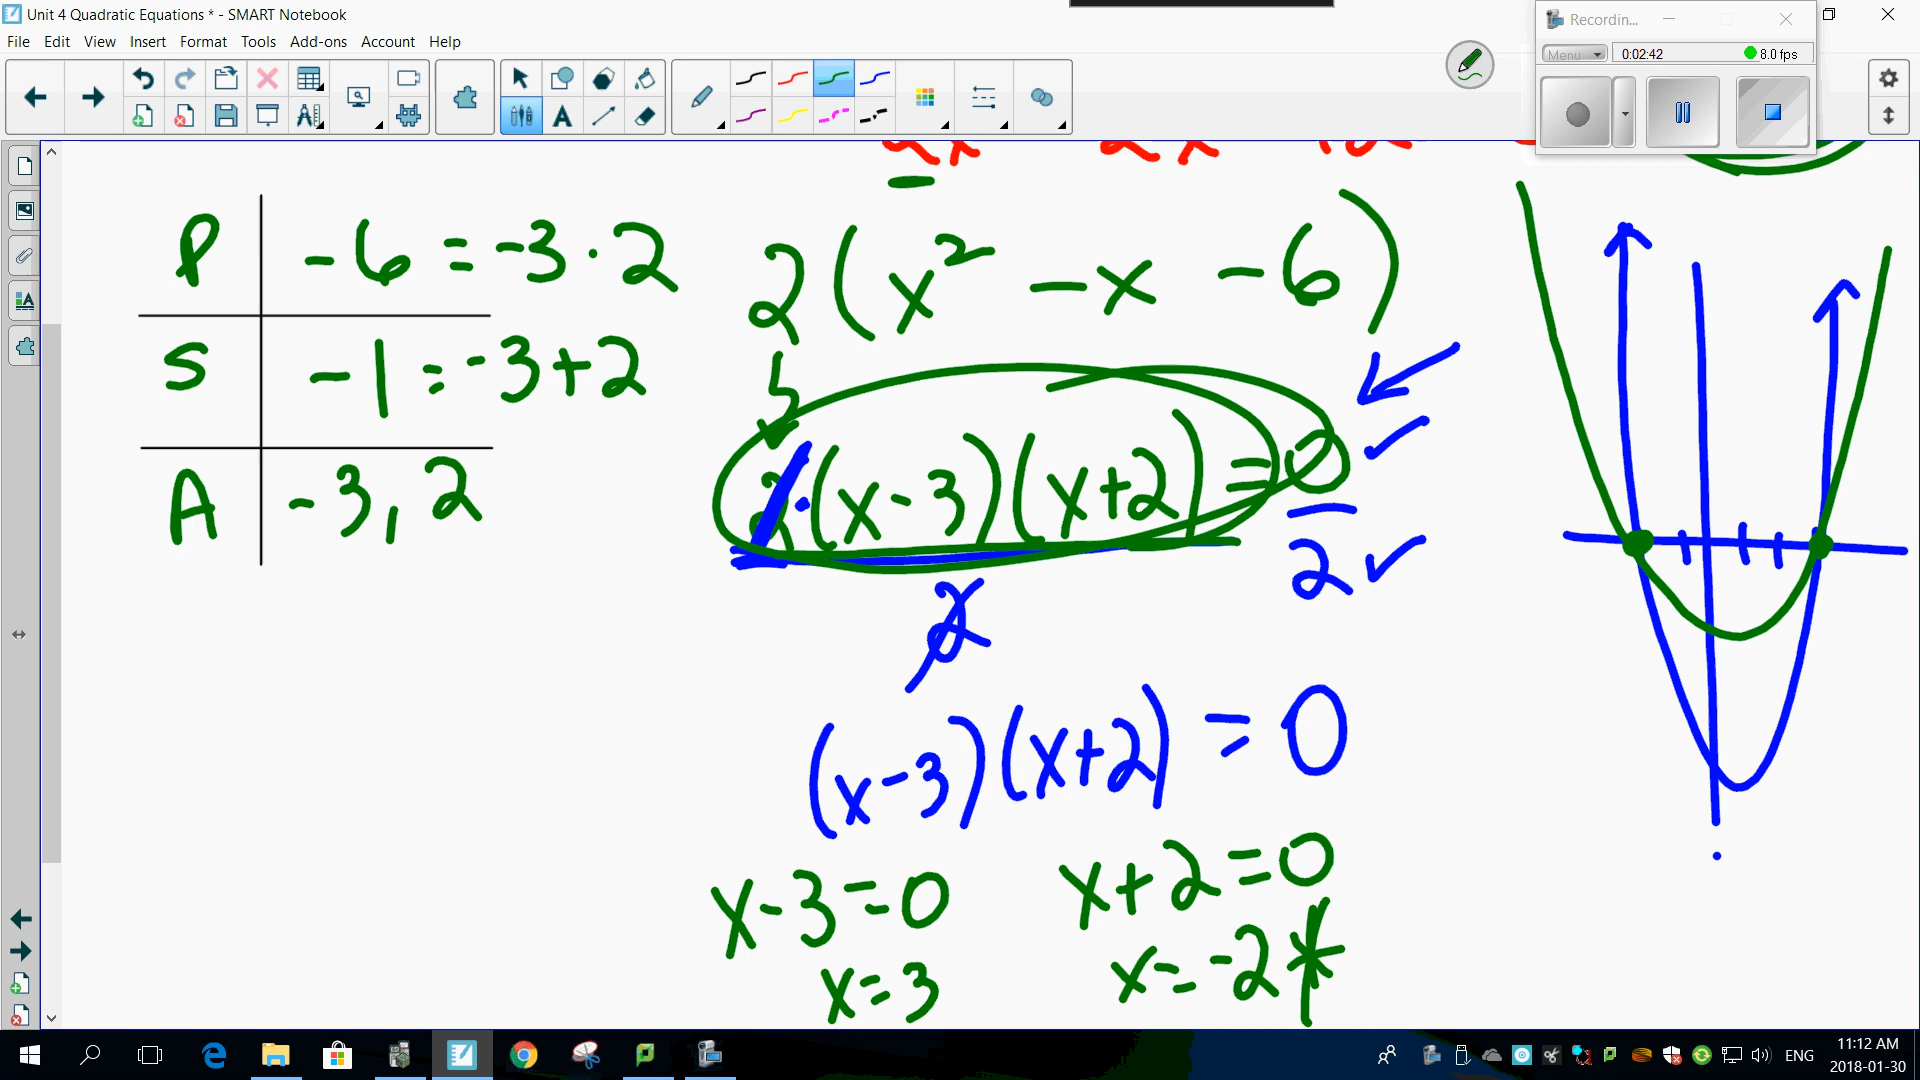 Unit 4 Quadratic Equations * - SMART Notebook
Recordin...
File Edit View Insert Format Tools Add-ons Account Help
Menu 0:02:42 8.0 fps
P -6 = -3 · 2
2(x² - x - 6)
S -1 = -3+2
2·(x-3)(x+2) = 0
A -3, 2
2 2
(x-3)(x+2) = 0
x-3=0 x+2=0
x=3 x=-2
ENG
11:12 AM
2018-01-30